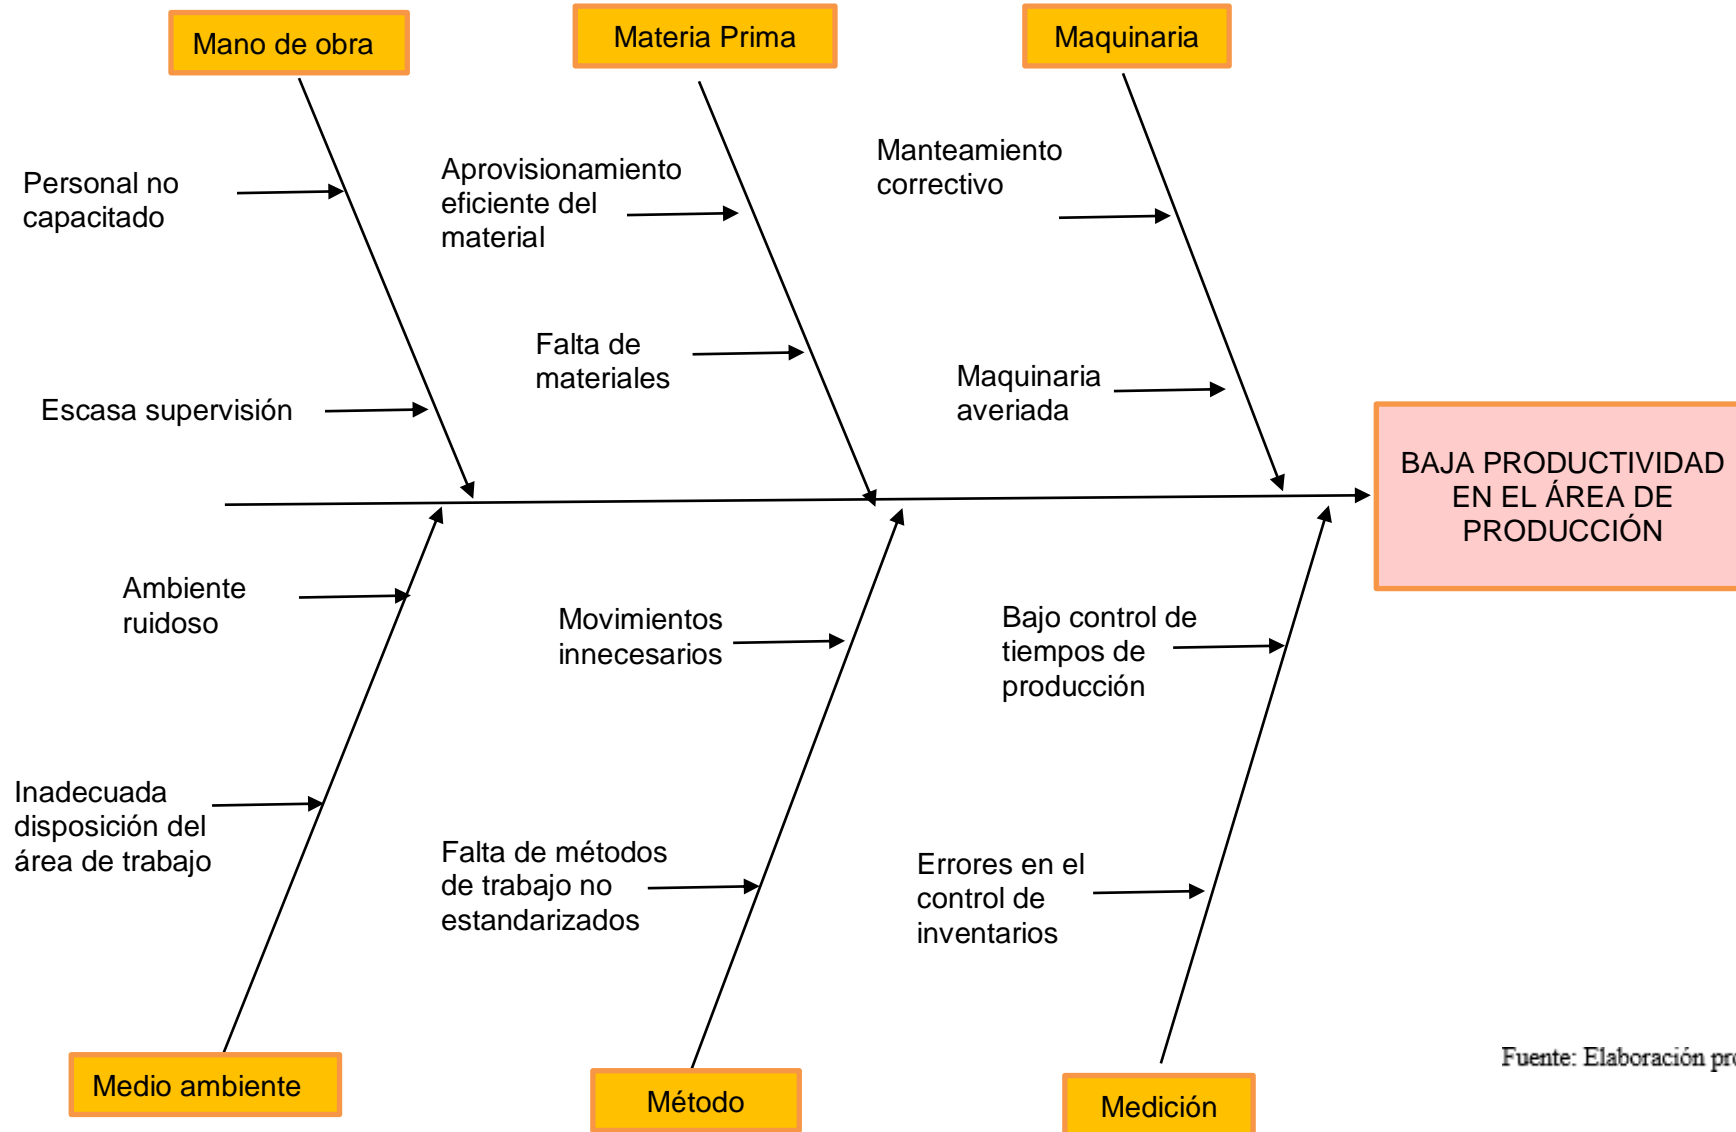 Mano de obra
Materia Prima
Maquinaria
Personal no
capacitado
Escasa supervisión
Aprovisionamiento
eficiente del
material
Falta de
materiales
Manteamiento
correctivo
Maquinaria
averiada
BAJA PRODUCTIVIDAD
EN EL ÁREA DE
PRODUCCIÓN
Ambiente
ruidoso
Inadecuada
disposición del
área de trabajo
Movimientos
innecesarios
Falta de métodos
de trabajo no
estandarizados
Bajo control de
tiempos de
producción
Errores en el
control de
inventarios
Medio ambiente
Método
Medición
Fuente: Elaboración